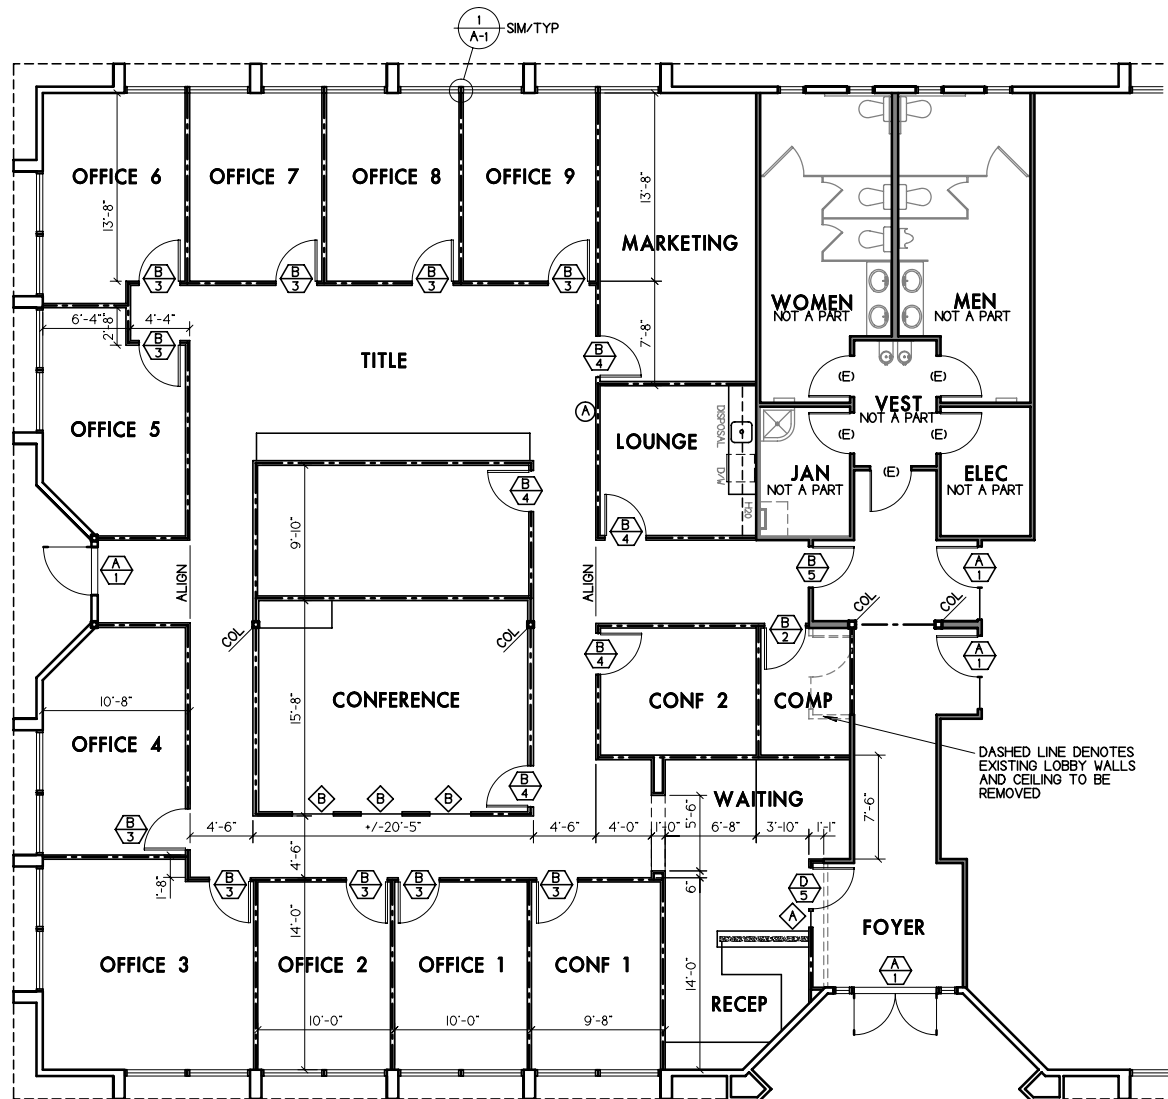 1
A-1
SIM/TYP
OFFICE 6
OFFICE 7
OFFICE 8
OFFICE 9
13'-8"
13'-8"
MARKETING
B
3
B
3
B
3
B
3
WOMEN
NOT A PART
MEN
NOT A PART
6'-4"
2'-8"
4'-4"
B
3
TITLE
B
4
7'-8"
(E)
(E)
VEST
NOT A PART
A
OFFICE 5
LOUNGE
DISPOSAL
D/W
H20
(E)
(E)
JAN
NOT A PART
(E)
ELEC
NOT A PART
B
4
9'-10"
B
4
A
1
ALIGN
ALIGN
B
5
A
1
COL
COL
COL
COL
B
2
B
4
A
1
10'-8"
OFFICE 4
CONFERENCE
15'-8"
CONF 2
COMP
DASHED LINE DENOTES
EXISTING LOBBY WALLS
AND CEILING TO BE
REMOVED
B
4
B
B
B
WAITING
7'-6"
B
3
4'-6"
+/-20'-5"
4'-6"
4'-0"
1'-0"
5'-6"
6'-8"
3'-10"
1'-1"
4'-6"
1'-8"
B
3
B
3
B
3
B
3
6"
D
5
A
14'-0"
OFFICE 3
OFFICE 2
OFFICE 1
CONF 1
14'-0"
FOYER
A
1
RECEP
10'-0"
10'-0"
9'-8"